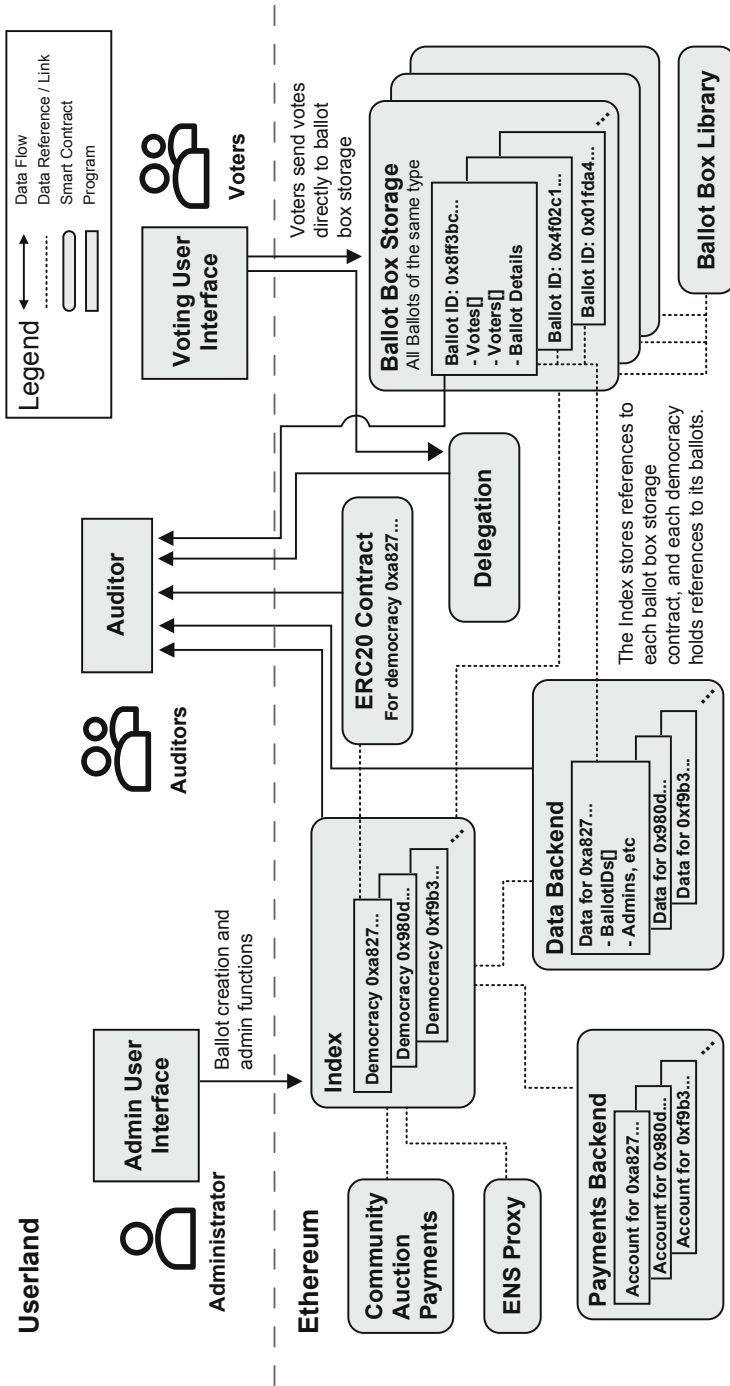 Userland
Administrator
Admin User
Interface
Ballot creation and
admin functions
Auditors
Auditor
Voting User
Interface
Voters
Legend
Data Flow
Data Reference / Link
Smart Contract
Program
Voters send votes
directly to ballot
box storage
Ethereum
Community
Auction
Payments
ENS Proxy
Index
Democracy 0xa827...
Democracy 0x980d...
Democracy 0xf9b3...
ERC20 Contract
For democracy 0xa827...
Delegation
Ballot Box Storage
All Ballots of the same type
Ballot ID: 0x8ff3bc...
- Votes[]
- Voters[]
- Ballot Details
Ballot ID: 0x4f02c1...
Ballot ID: 0x01fda4...
Ballot Box Library
Payments Backend
Account for 0xa827...
Account for 0x980d...
Account for 0xf9b3...
Data Backend
Data for 0xa827...
- BallotIDs[]
- Admins, etc
Data for 0x980d...
Data for 0xf9b3...
The Index stores references to
each ballot box storage
contract, and each democracy
holds references to its ballots.